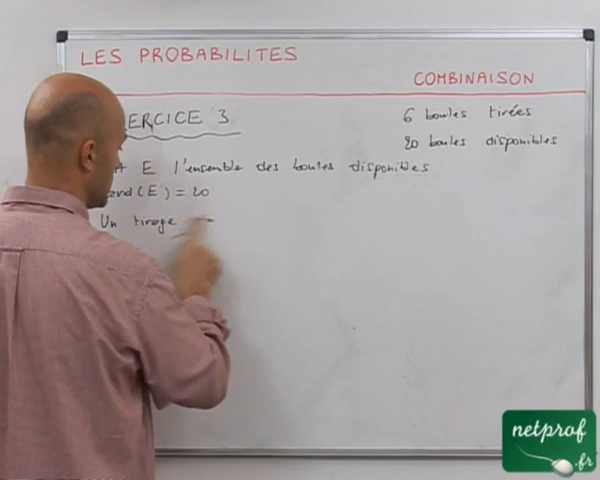 LES PROBABILITES
COMBINAISON
ERCICE 3
6 boules tirées
20 boules disponibles
E l'ensemble des boules disponibles
(E) = 20
Un tirage
netprof
.fr